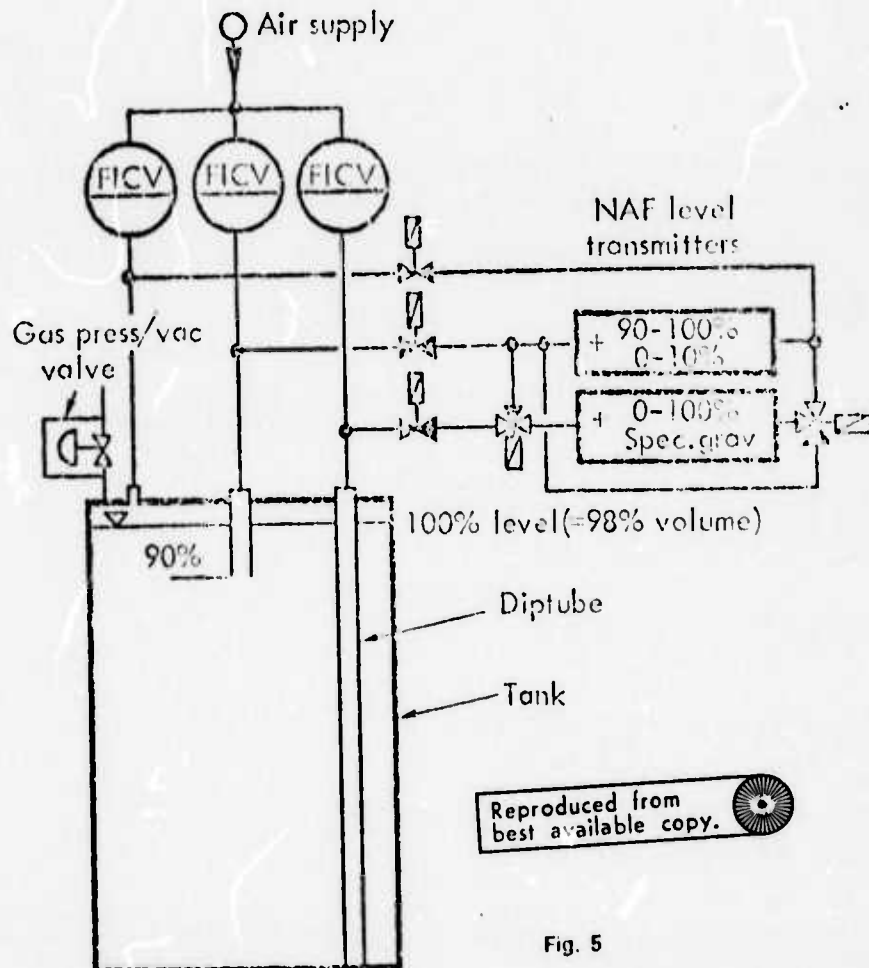 Air supply
FICV
FICV
FICV
NAF level
transmitters
Gas press/vac
valve
+ 90-100%
0-10%
+ 0-100%
Spec.grav
100% level(=98% volume)
90%
Diptube
Tank
Reproduced from
best available copy.
Fig. 5